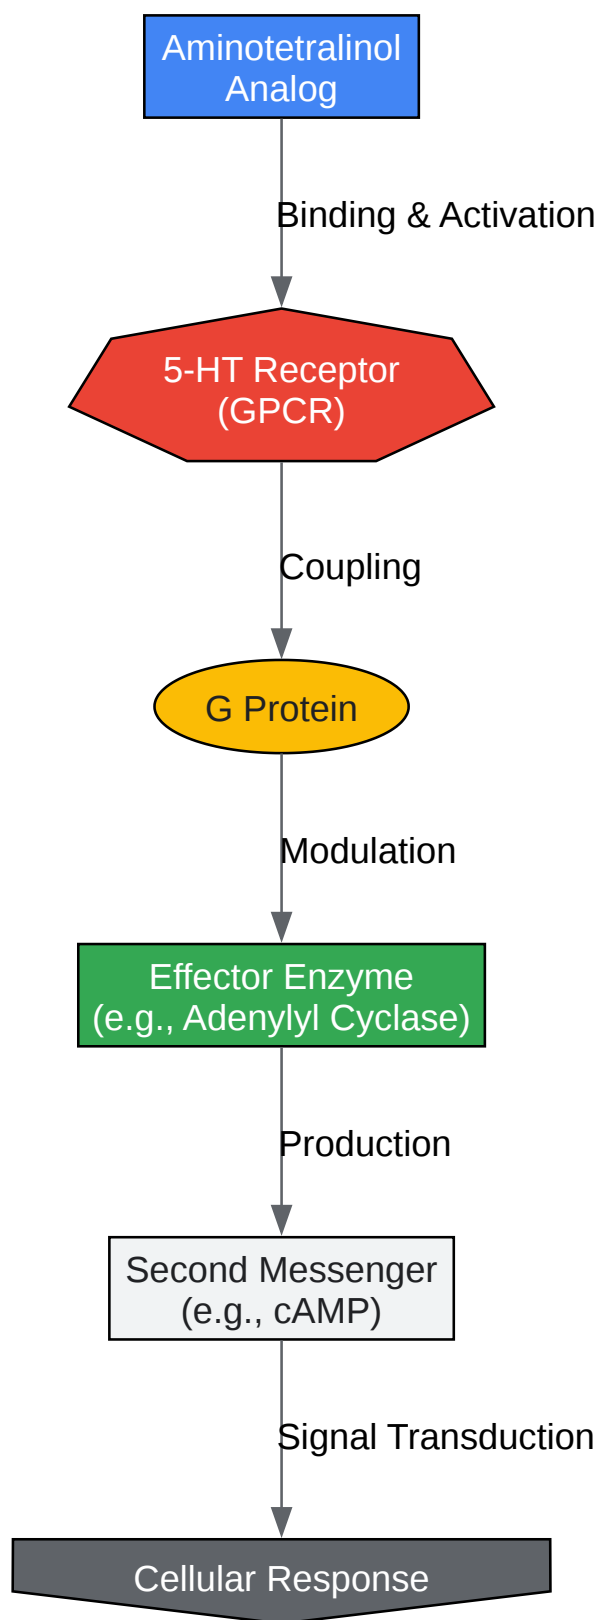 Aminotetralinol
Analog
Binding & Activation
5-HT Receptor
(GPCR)
Coupling
G Protein
Modulation
Effector Enzyme
(e.g., Adenylyl Cyclase)
Production
Second Messenger
(e.g., cAMP)
Signal Transduction
Cellular Response